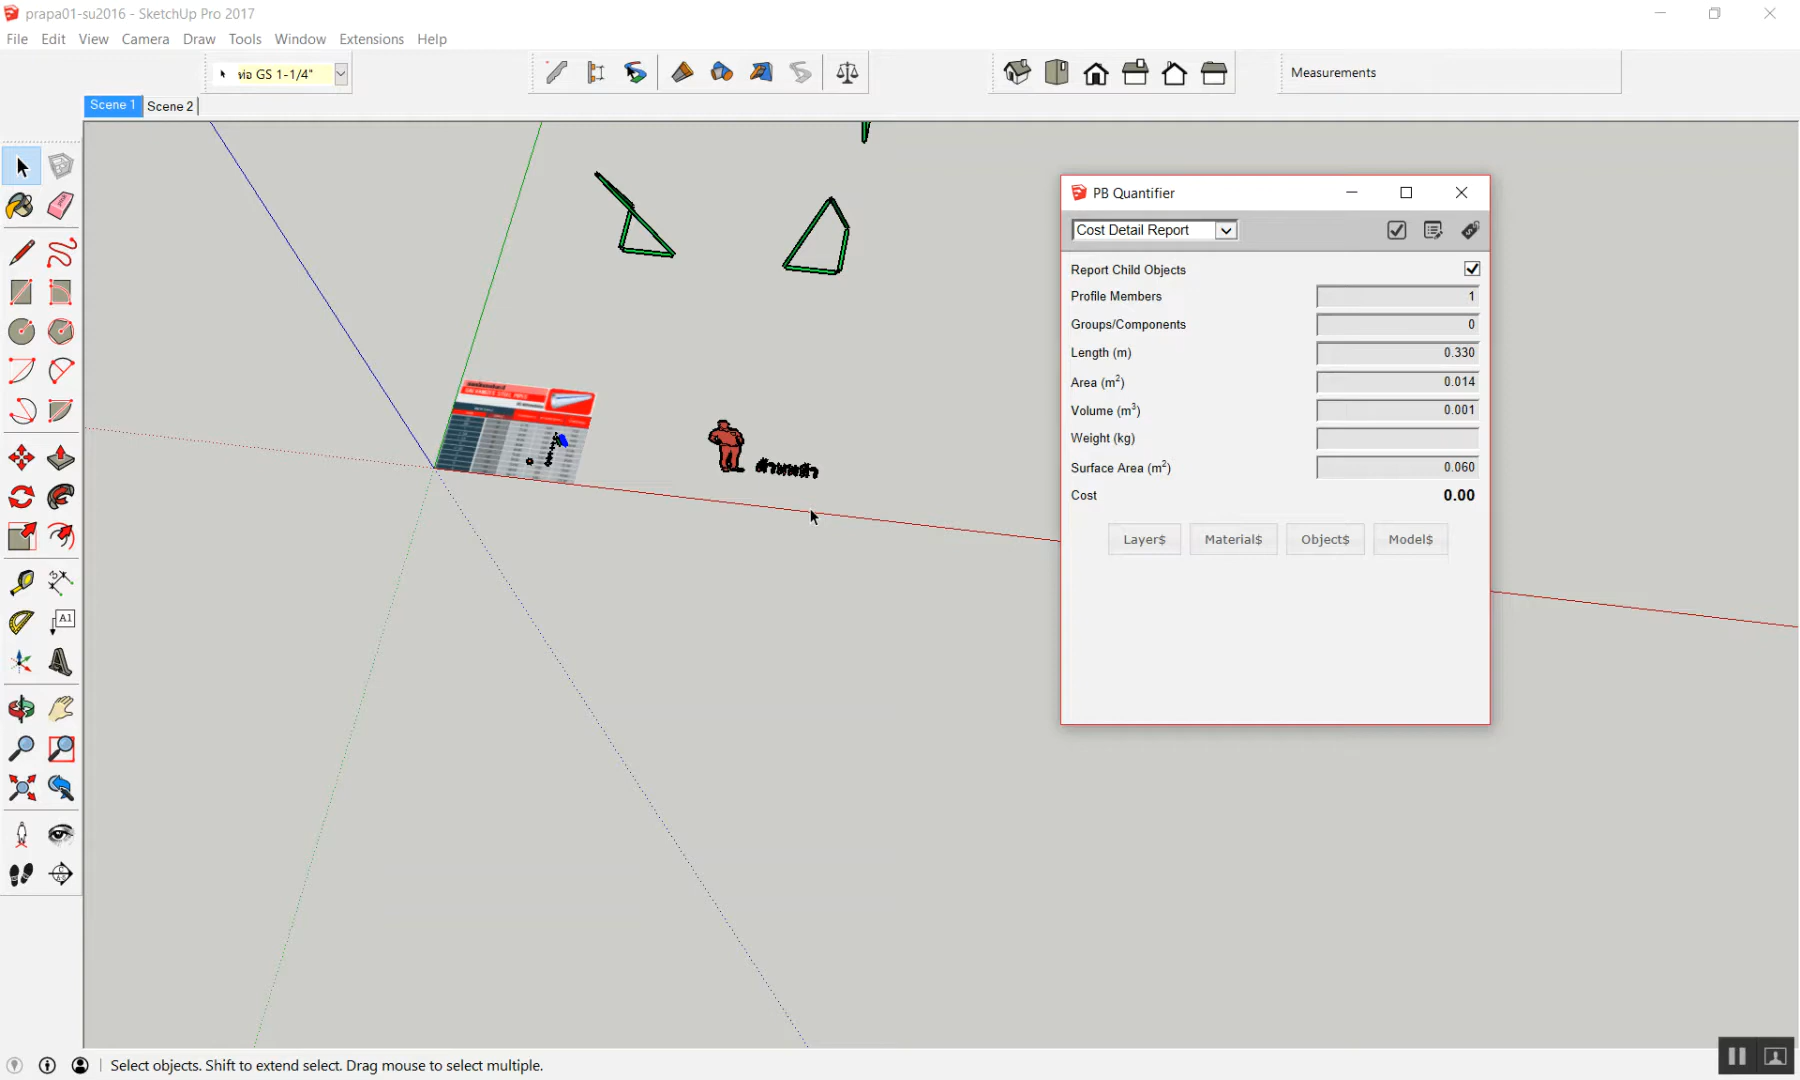 prapa01-su2016 - SketchUp Pro 2017
File Edit View Camera Draw Tools Window Extensions Help
ท่อ GS 1-1/4"
Measurements
Scene 1 Scene 2
PB Quantifier
Cost Detail Report
Report Child Objects
Profile Members 1
Groups/Components 0
Length (m) 0.330
Area (m²) 0.014
Volume (m³) 0.001
Weight (kg)
Surface Area (m²) 0.060
Cost 0.00
Layer$ Material$ Object$ Model$
A1
Select objects. Shift to extend select. Drag mouse to select multiple.